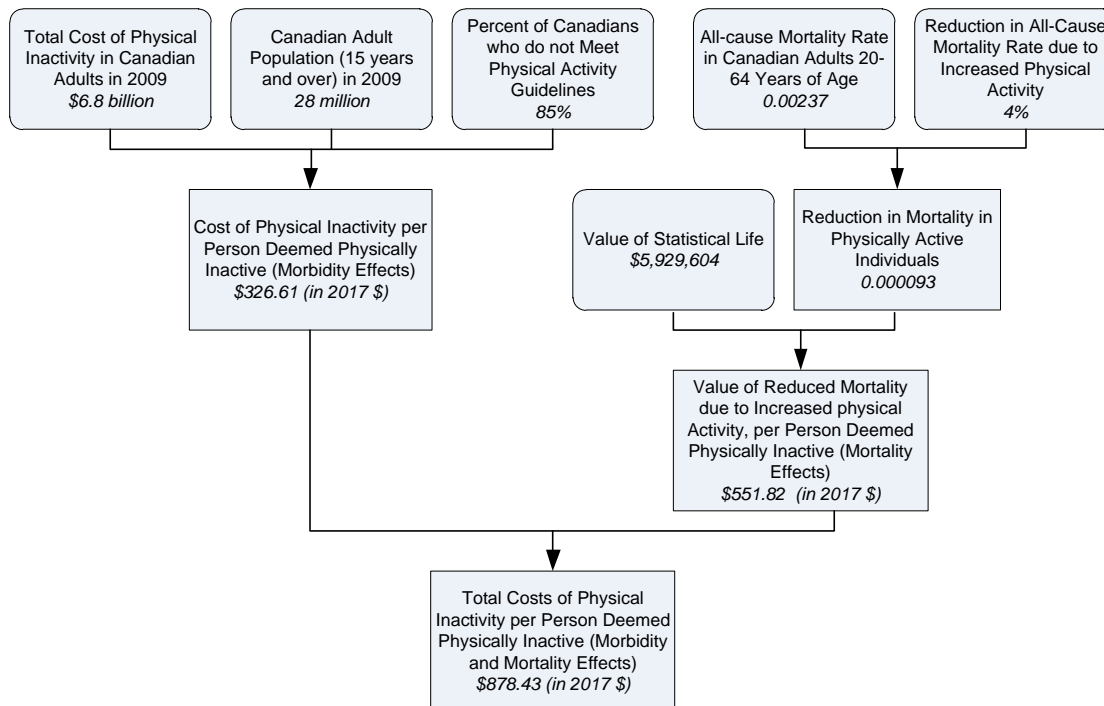 Total Cost of Physical
Inactivity in Canadian
Adults in 2009
$6.8 billion
Canadian Adult
Population (15 years
and over) in 2009
28 million
Percent of Canadians
who do not Meet
Physical Activity
Guidelines
85%
All-cause Mortality Rate
in Canadian Adults 20-
64 Years of Age
0.00237
Reduction in All-Cause
Mortality Rate due to
Increased Physical
Activity
4%
Cost of Physical Inactivity per
Person Deemed Physically
Inactive (Morbidity Effects)
$326.61 (in 2017 $)
Value of Statistical Life
$5,929,604
Reduction in Mortality in
Physically Active
Individuals
0.000093
Value of Reduced Mortality
due to Increased physical
Activity, per Person Deemed
Physically Inactive (Mortality
Effects)
$551.82 (in 2017 $)
Total Costs of Physical
Inactivity per Person Deemed
Physically Inactive (Morbidity
and Mortality Effects)
$878.43 (in 2017 $)